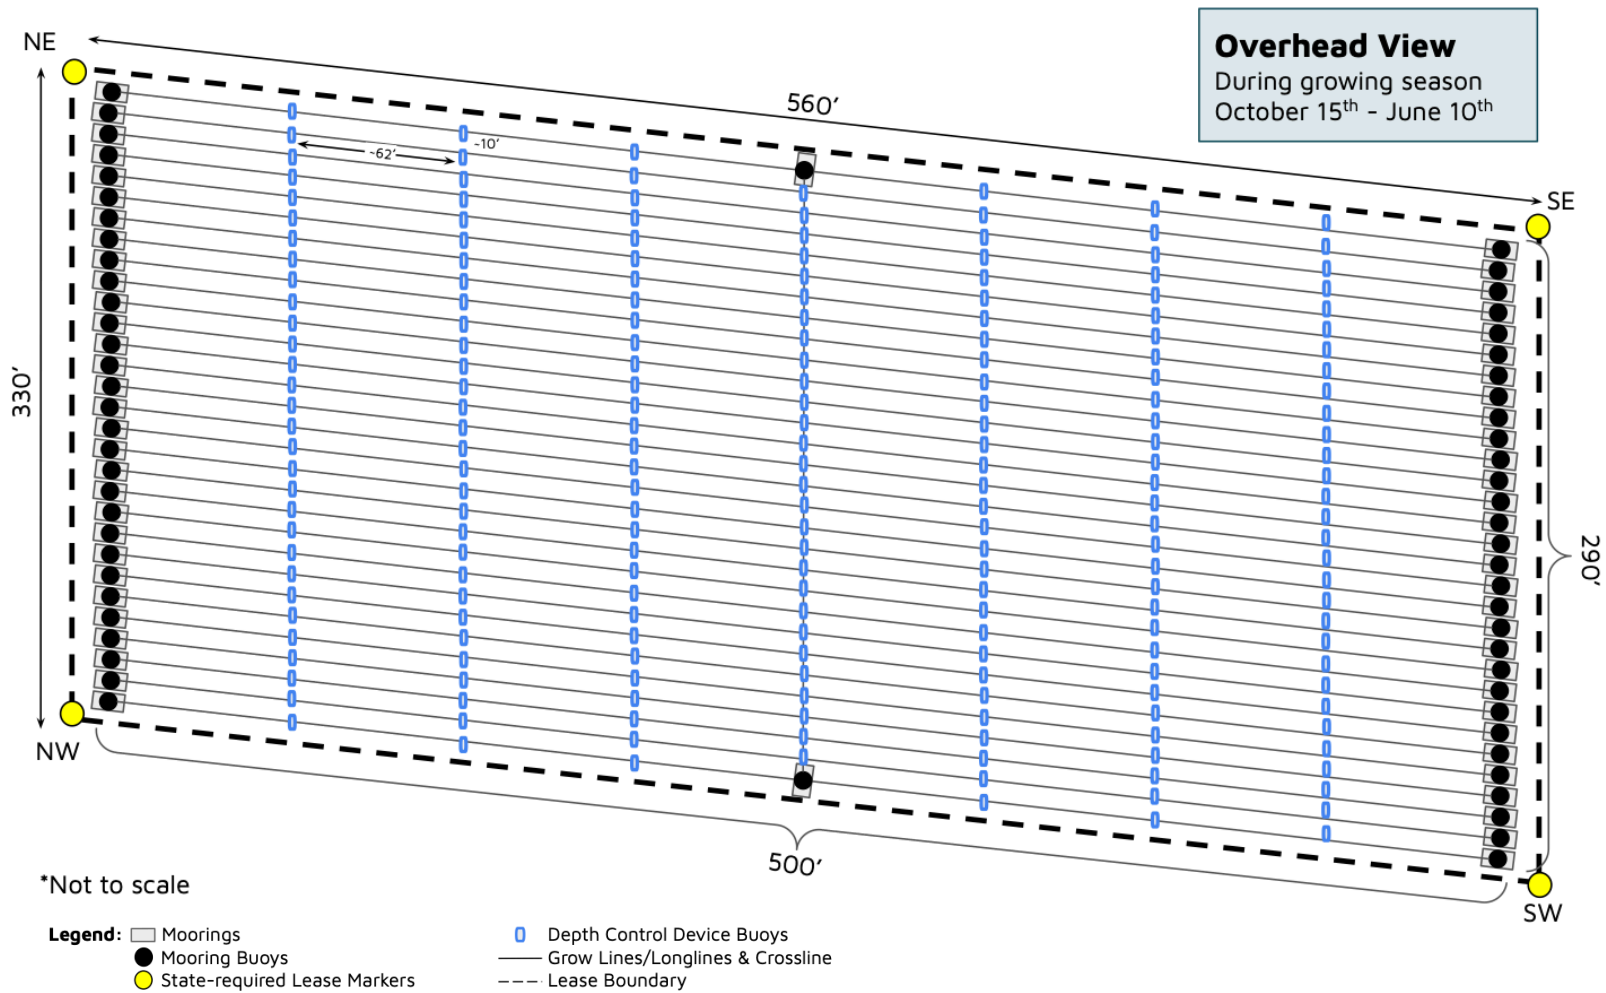 NE
Overhead View
During growing season
October 15th - June 10th
560'
~10'
~62'
SE
330'
290'
NW
500'
SW
*Not to scale
Legend:
Moorings
Mooring Buoys
State-required Lease Markers
Depth Control Device Buoys
Grow Lines/Longlines & Crossline
Lease Boundary